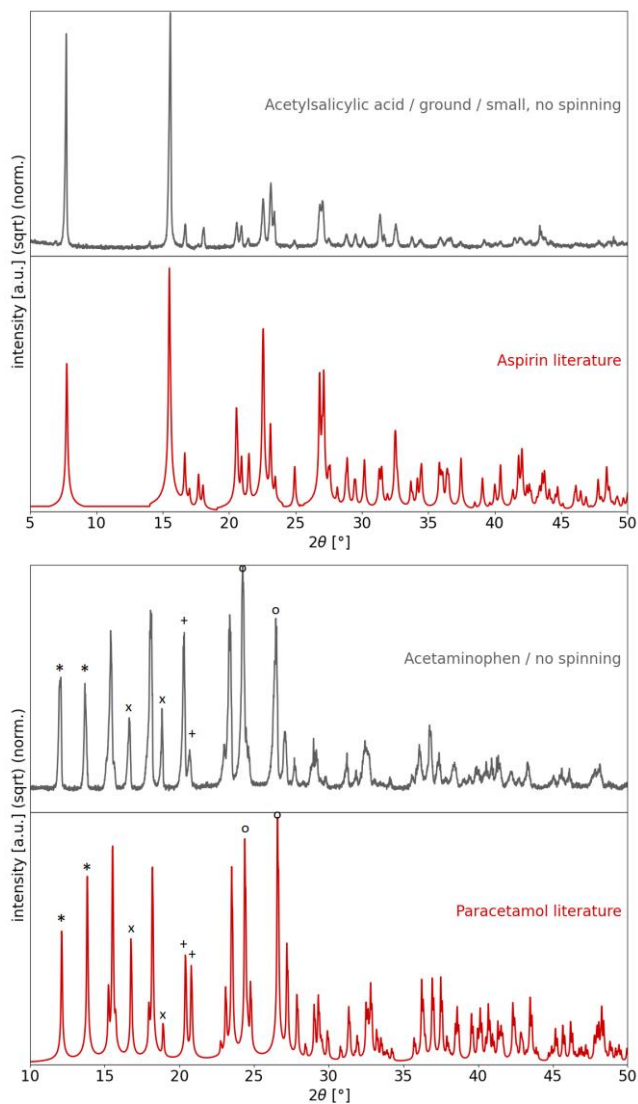 Acetylsalicylic acid / ground / small, no spinning
intensity [a.u.] (sqrt) (norm.)
Aspirin literature
5 10 15 20 25 30 35 40 45 50
2θ [°]
o
+
* *
Acetaminophen / no spinning
x x
+
intensity [a.u.] (sqrt) (norm.)
o
o
*
*
x
+ +
Paracetamol literature
x
10 15 20 25 30 35 40 45 50
2θ [°]